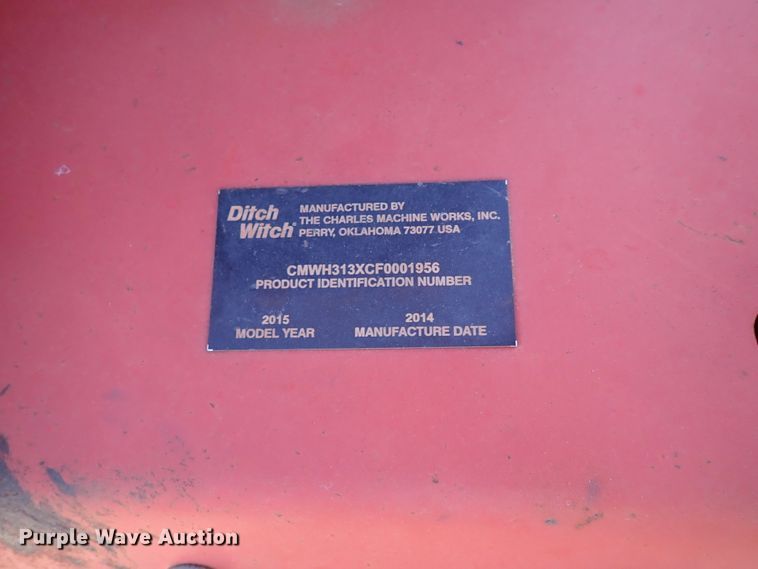 Ditch Witch®
MANUFACTURED BY
THE CHARLES MACHINE WORKS, INC.
PERRY, OKLAHOMA 73077 USA
CMWH313XCF0001956
PRODUCT IDENTIFICATION NUMBER
2015
MODEL YEAR
2014
MANUFACTURE DATE
Purple Wave Auction